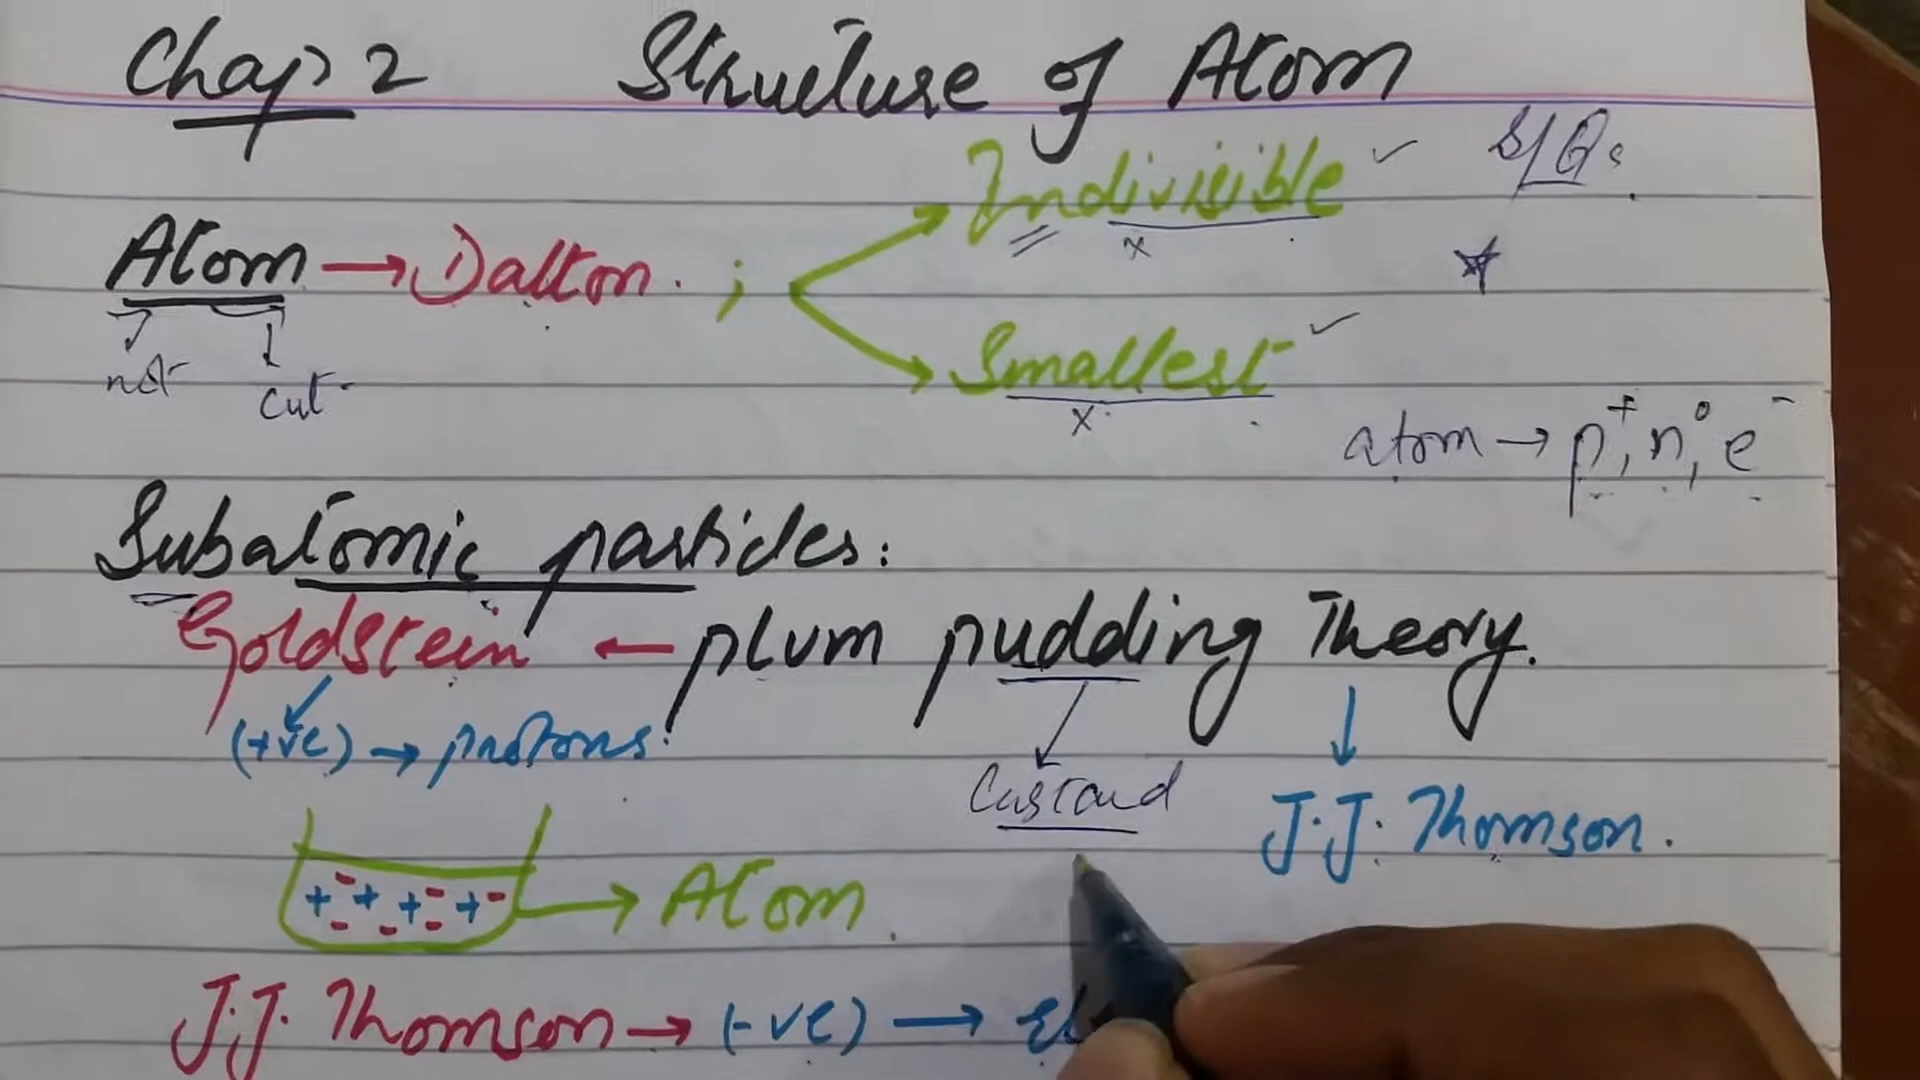 Chap 2 Structure of Atom
Indivisible ✓ S/Q.
x
Atom → Dalton. ;
Smallest ✓
not cut
x
atom → p⁺, n⁰, e⁻
Subatomic particles:
Goldstein ← plum pudding Theory.
(+ve) → protons.
Custard
J.J. Thomson.
+ - + + - + -
- - -
→ Atom.
J.J. Thomson → (-ve) → el